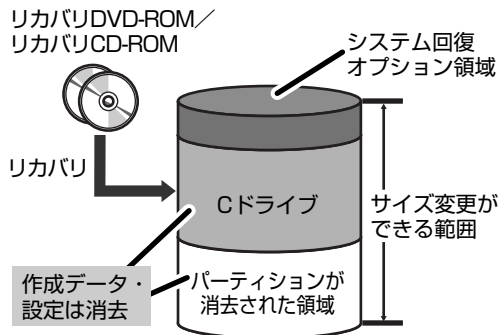 リカバリDVD-ROM／
リカバリCD-ROM
システム回復
オプション領域
リカバリ
Cドライブ
サイズ変更が
できる範囲
作成データ・
設定は消去
パーティションが
消去された領域